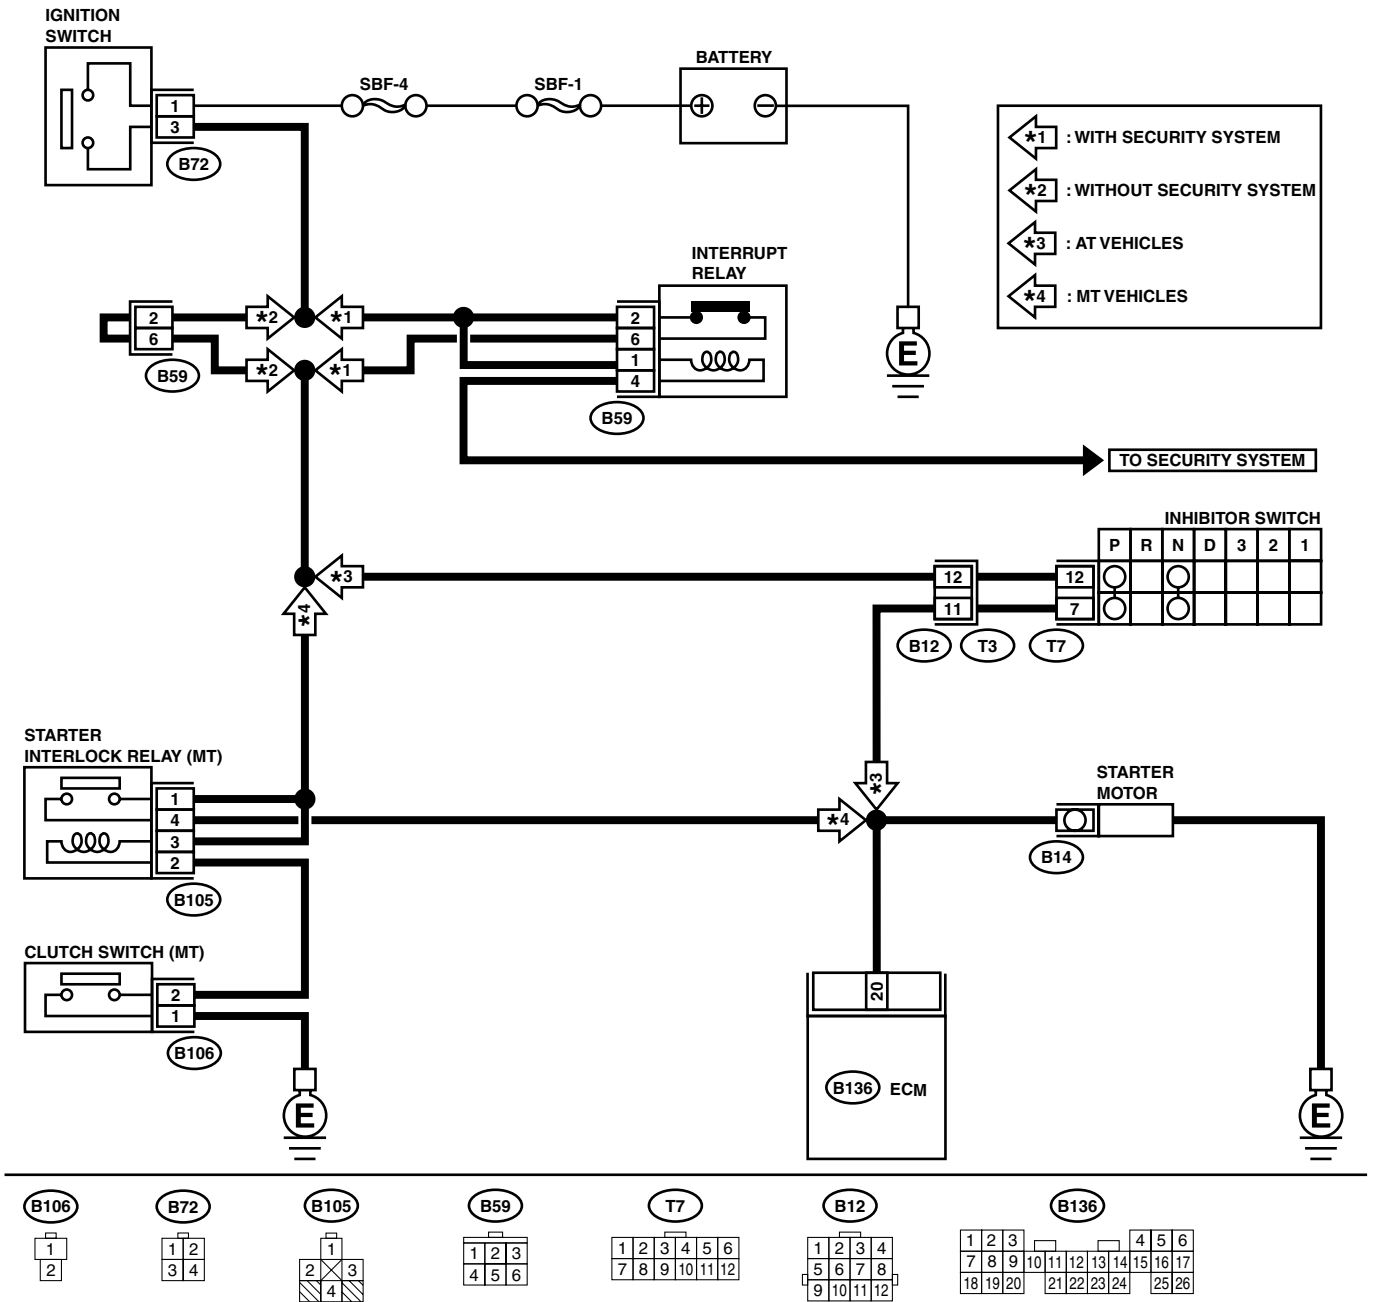 IGNITION
SWITCH
1
3
B72
SBF-4
SBF-1
BATTERY
+
−
E
*1 : WITH SECURITY SYSTEM
*2 : WITHOUT SECURITY SYSTEM
*3 : AT VEHICLES
*4 : MT VEHICLES
INTERRUPT
RELAY
2
6
B59
*2
*1
*2
*1
2
6
1
4
B59
TO SECURITY SYSTEM
INHIBITOR SWITCH
P R N D 3 2 1
*3
12
11
12
7
B12
T3
T7
*4
STARTER
INTERLOCK RELAY (MT)
1
4
3
2
B105
*3
*4
STARTER
MOTOR
B14
CLUTCH SWITCH (MT)
2
1
B106
E
20
B136 ECM
E
B106
1
2
B72
1 2
3 4
B105
1
2 3
4
B59
1 2 3
4 5 6
T7
1 2 3 4 5 6
7 8 9 10 11 12
B12
1 2 3 4
5 6 7 8
9 10 11 12
B136
1 2 3 4 5 6
7 8 9 10 11 12 13 14 15 16 17
18 19 20 21 22 23 24 25 26